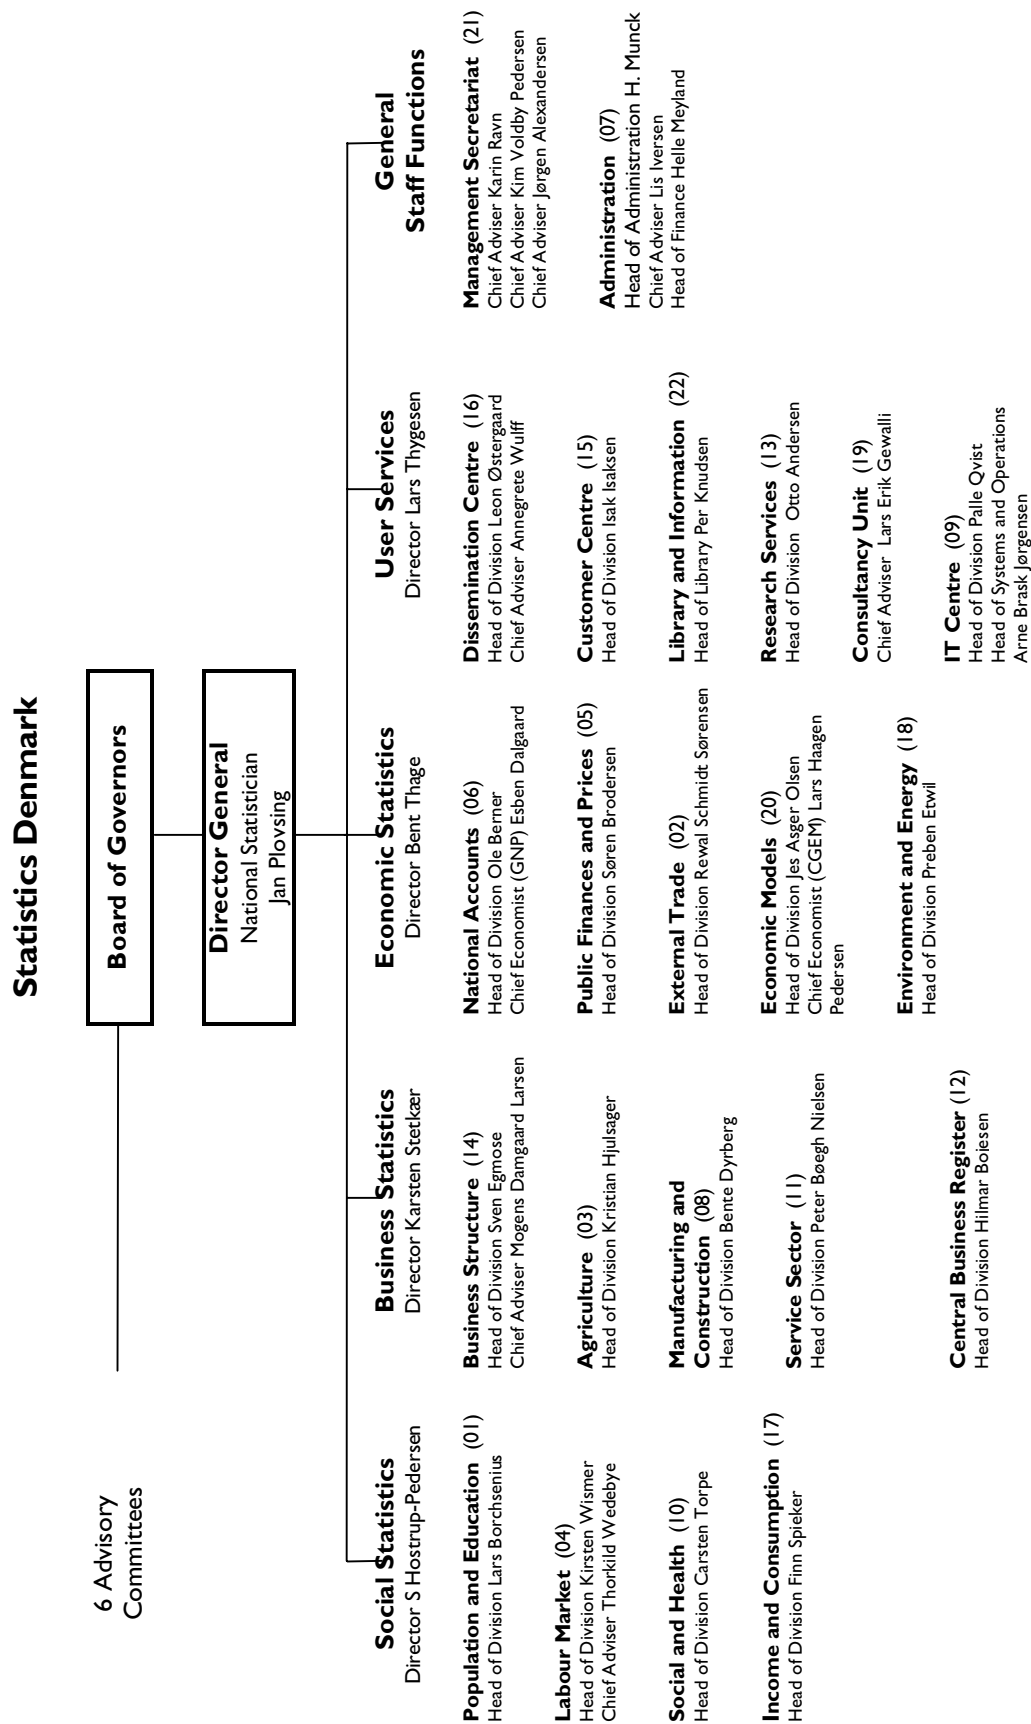 Statistics Denmark
6 Advisory
Committees
Board of Governors
Director General
National Statistician
Jan Plovsing
Social Statistics
Director S Hostrup-Pedersen
Population and Education (01)
Head of Division Lars Borchsenius
Labour Market (04)
Head of Division Kirsten Wismer
Chief Adviser Thorkild Wedebye
Social and Health (10)
Head of Division Carsten Torpe
Income and Consumption (17)
Head of Division Finn Spieker
Business Statistics
Director Karsten Stetkær
Business Structure (14)
Head of Division Sven Egmose
Chief Adviser Mogens Damgaard Larsen
Agriculture (03)
Head of Division Kristian Hjulsager
Manufacturing and
Construction (08)
Head of Division Bente Dyrberg
Service Sector (11)
Head of Division Peter Bøegh Nielsen
Central Business Register (12)
Head of Division Hilmar Boiesen
Economic Statistics
Director Bent Thage
National Accounts (06)
Head of Division Ole Berner
Chief Economist (GNP) Esben Dalgaard
Public Finances and Prices (05)
Head of Division Søren Brodersen
External Trade (02)
Head of Division Rewal Schmidt Sørensen
Economic Models (20)
Head of Division Jes Asger Olsen
Chief Economist (CGEM) Lars Haagen
Pedersen
Environment and Energy (18)
Head of Division Preben Etwil
User Services
Director Lars Thygesen
Dissemination Centre (16)
Head of Division Leon Østergaard
Chief Adviser Annegrete Wulff
Customer Centre (15)
Head of Division Isak Isaksen
Library and Information (22)
Head of Library Per Knudsen
Research Services (13)
Head of Division Otto Andersen
Consultancy Unit (19)
Chief Adviser Lars Erik Gewalli
IT Centre (09)
Head of Division Palle Qvist
Head of Systems and Operations
Arne Brask Jørgensen
General
Staff Functions
Management Secretariat (21)
Chief Adviser Karin Ravn
Chief Adviser Kim Voldby Pedersen
Chief Adviser Jørgen Alexandersen
Administration (07)
Head of Administration H. Munck
Chief Adviser Lis Iversen
Head of Finance Helle Meyland